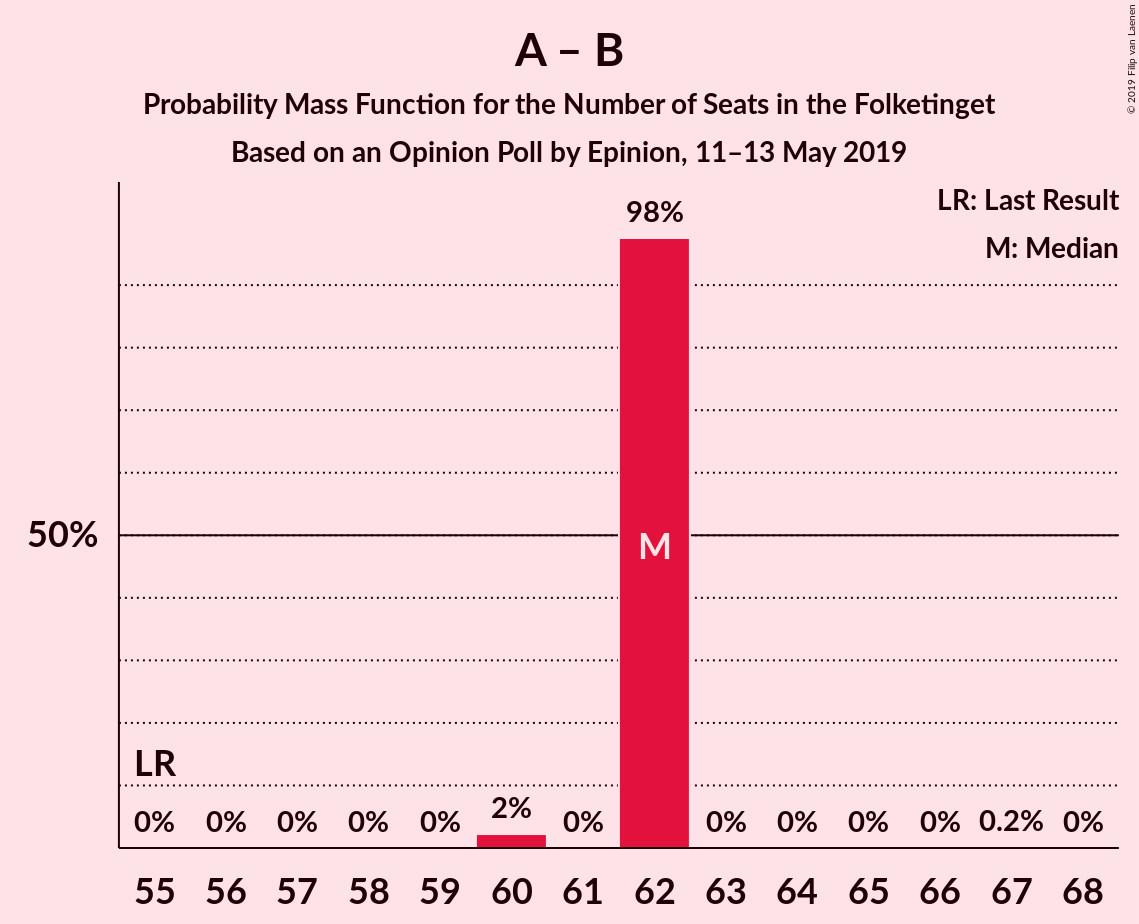 A – B
Probability Mass Function for the Number of Seats in the Folketinget
Based on an Opinion Poll by Epinion, 11–13 May 2019
© 2019 Filip van Laenen
LR: Last Result
M: Median
98%
50%
M
LR
0% 0% 0% 0% 0% 2% 0% 0% 0% 0% 0% 0.2% 0%
55 56 57 58 59 60 61 62 63 64 65 66 67 68